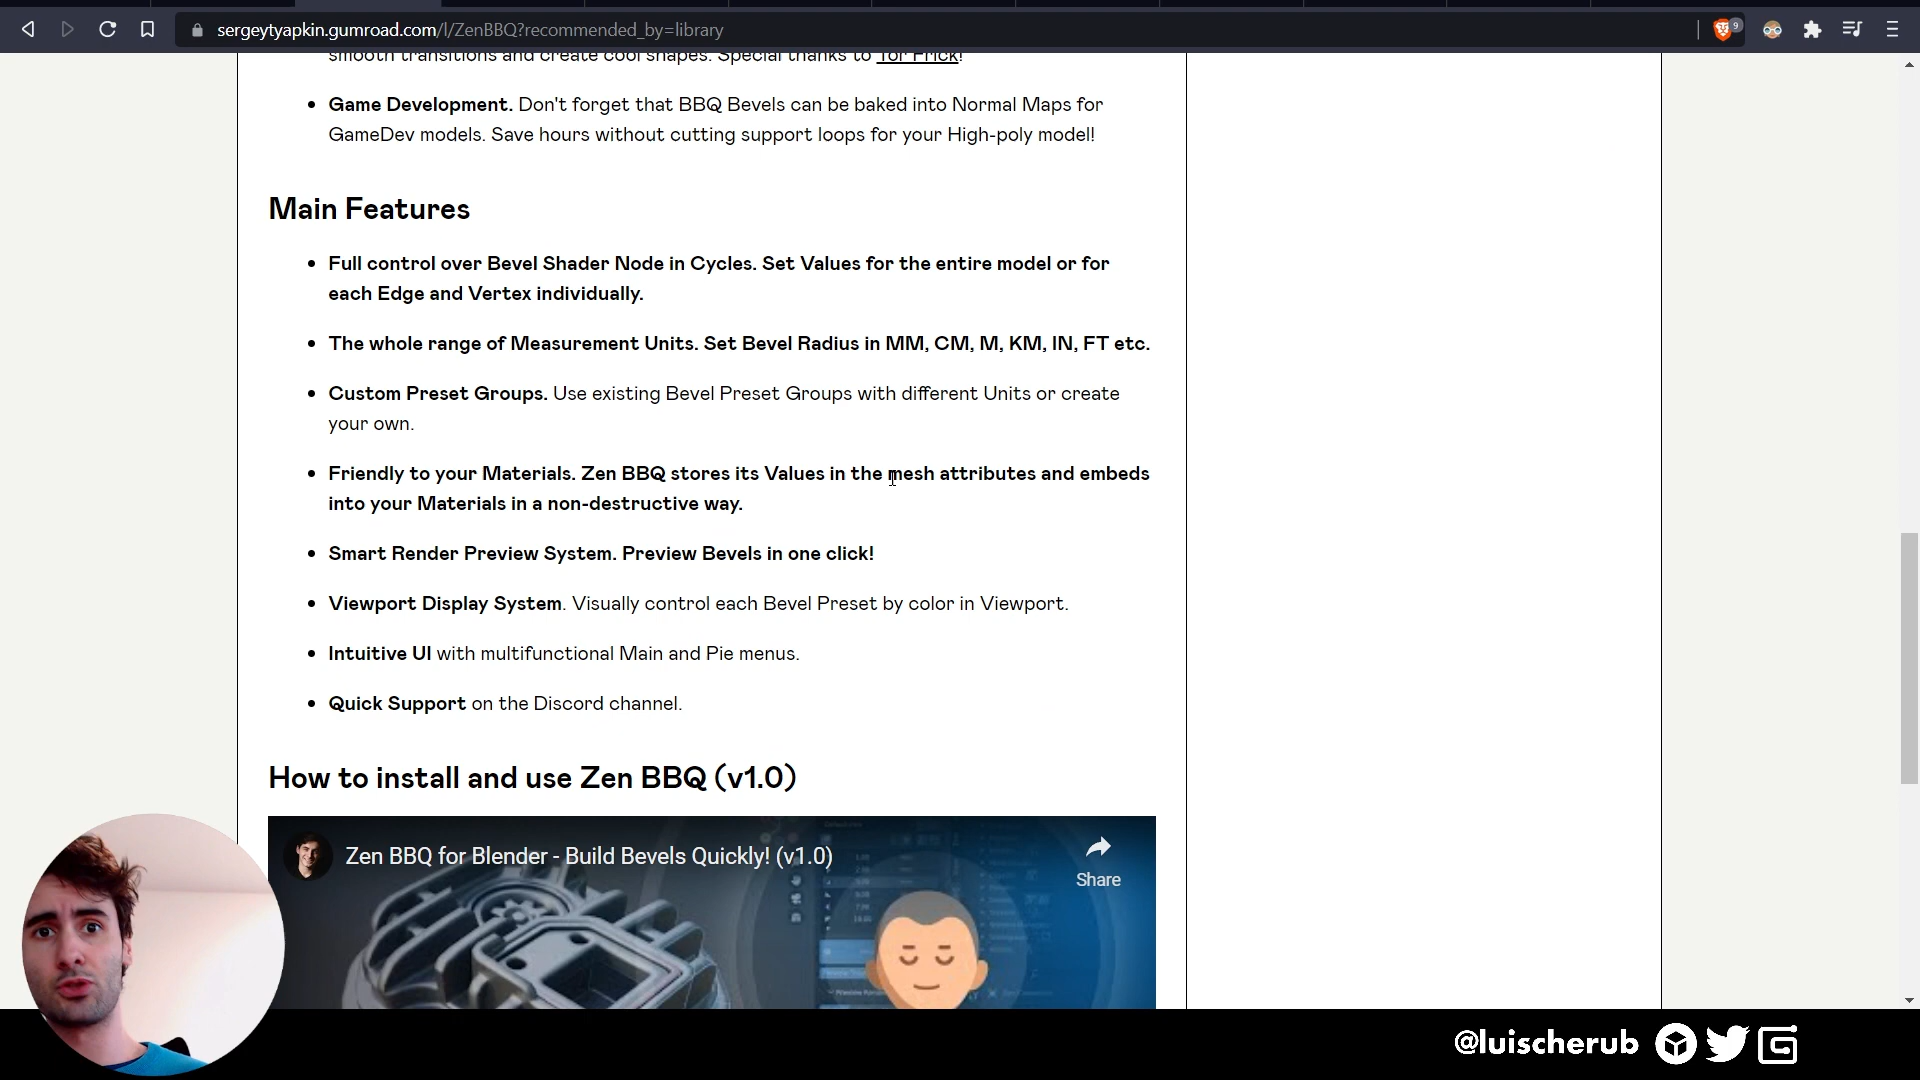 sergeytyapkin.gumroad.com/l/ZenBBQ?recommended_by=library
9
smooth transitions and create cool shapes. Special thanks to Tor Frick!
• Game Development. Don't forget that BBQ Bevels can be baked into Normal Maps for
GameDev models. Save hours without cutting support loops for your High-poly model!
Main Features
• Full control over Bevel Shader Node in Cycles. Set Values for the entire model or for
each Edge and Vertex individually.
• The whole range of Measurement Units. Set Bevel Radius in MM, CM, M, KM, IN, FT etc.
• Custom Preset Groups. Use existing Bevel Preset Groups with different Units or create
your own.
• Friendly to your Materials. Zen BBQ stores its Values in the mesh attributes and embeds
into your Materials in a non-destructive way.
• Smart Render Preview System. Preview Bevels in one click!
• Viewport Display System. Visually control each Bevel Preset by color in Viewport.
• Intuitive UI with multifunctional Main and Pie menus.
• Quick Support on the Discord channel.
How to install and use Zen BBQ (v1.0)
Zen BBQ for Blender - Build Bevels Quickly! (v1.0)
Share
@luischerub